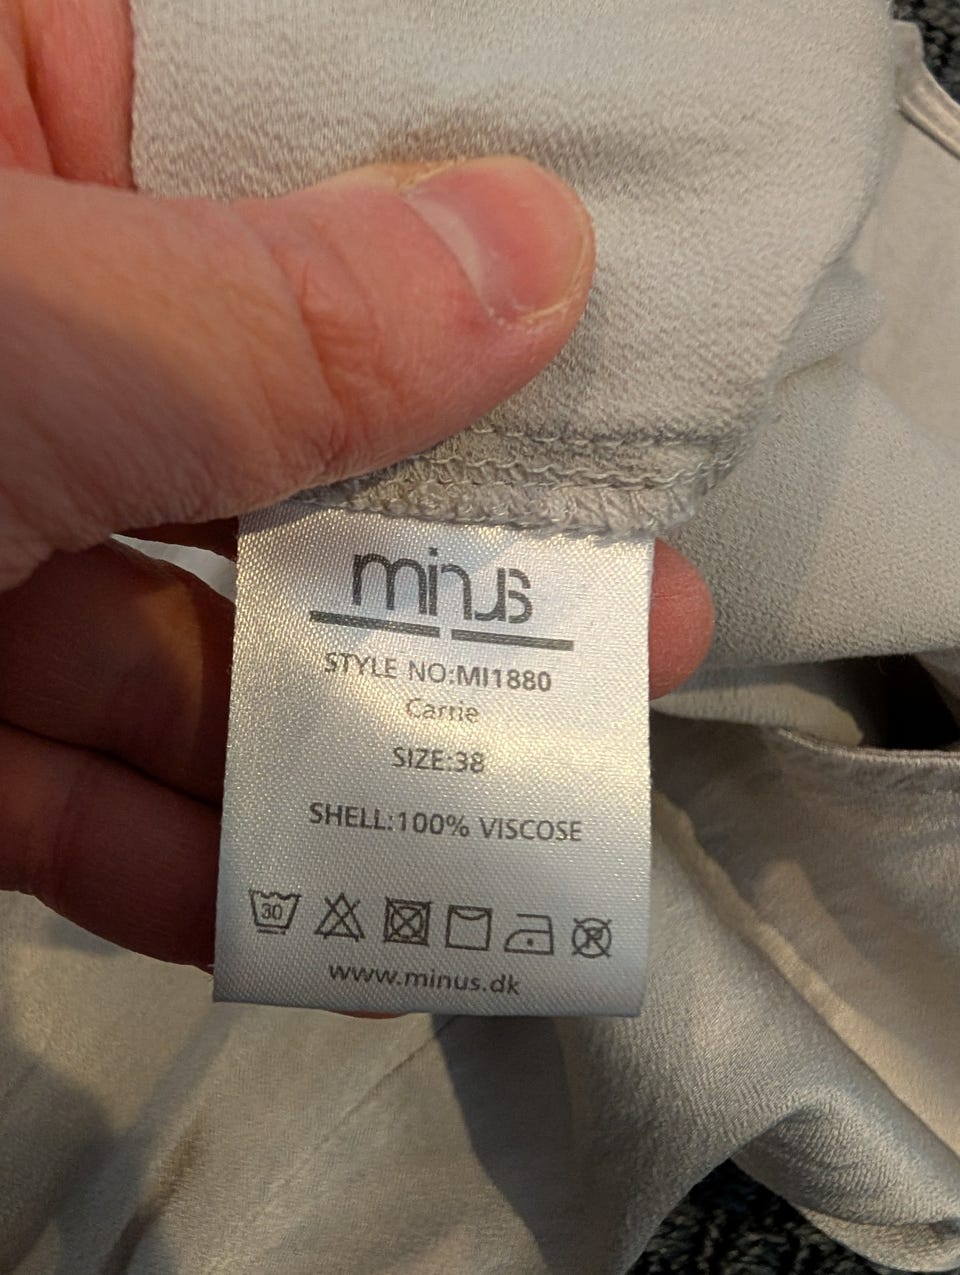 minus
STYLE NO:MI1880
Carrie
SIZE:38
SHELL:100% VISCOSE
30
www.minus.dk